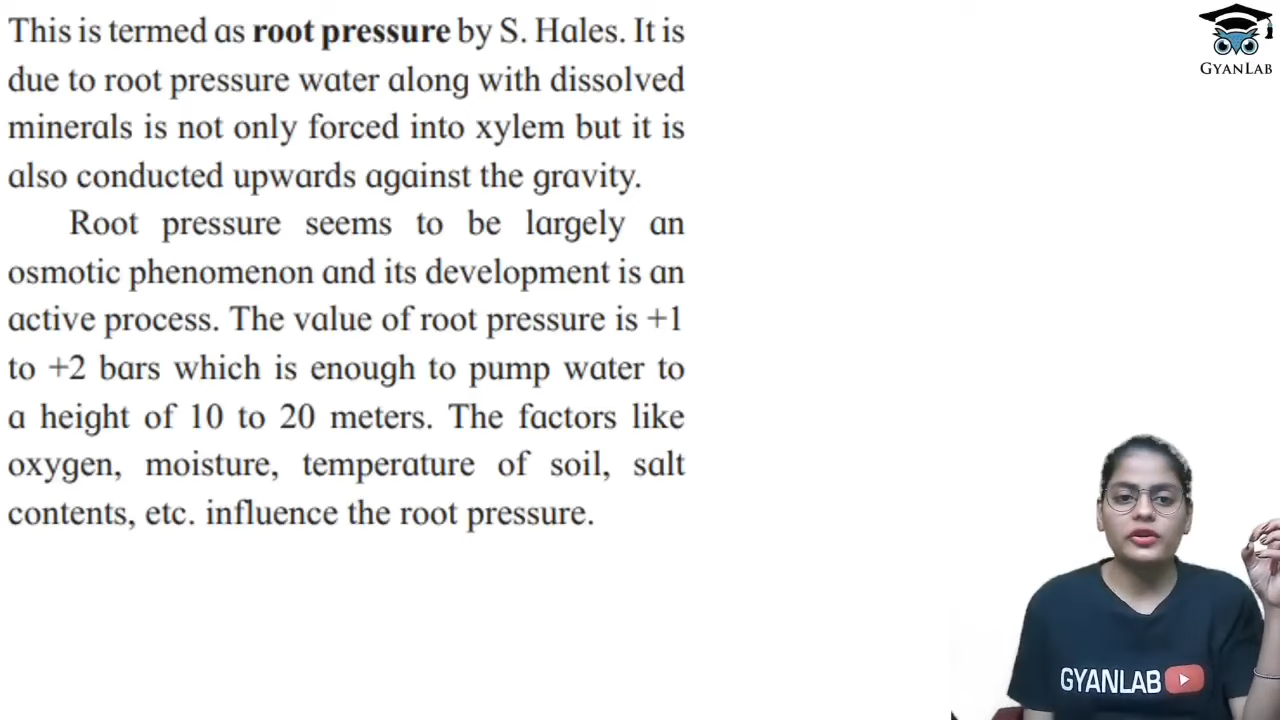 This is termed as root pressure by S. Hales. It is
due to root pressure water along with dissolved
minerals is not only forced into xylem but it is
also conducted upwards against the gravity.
Root pressure seems to be largely an
osmotic phenomenon and its development is an
active process. The value of root pressure is +1
to +2 bars which is enough to pump water to
a height of 10 to 20 meters. The factors like
oxygen, moisture, temperature of soil, salt
contents, etc. influence the root pressure.
GYANLAB
GYANLAB